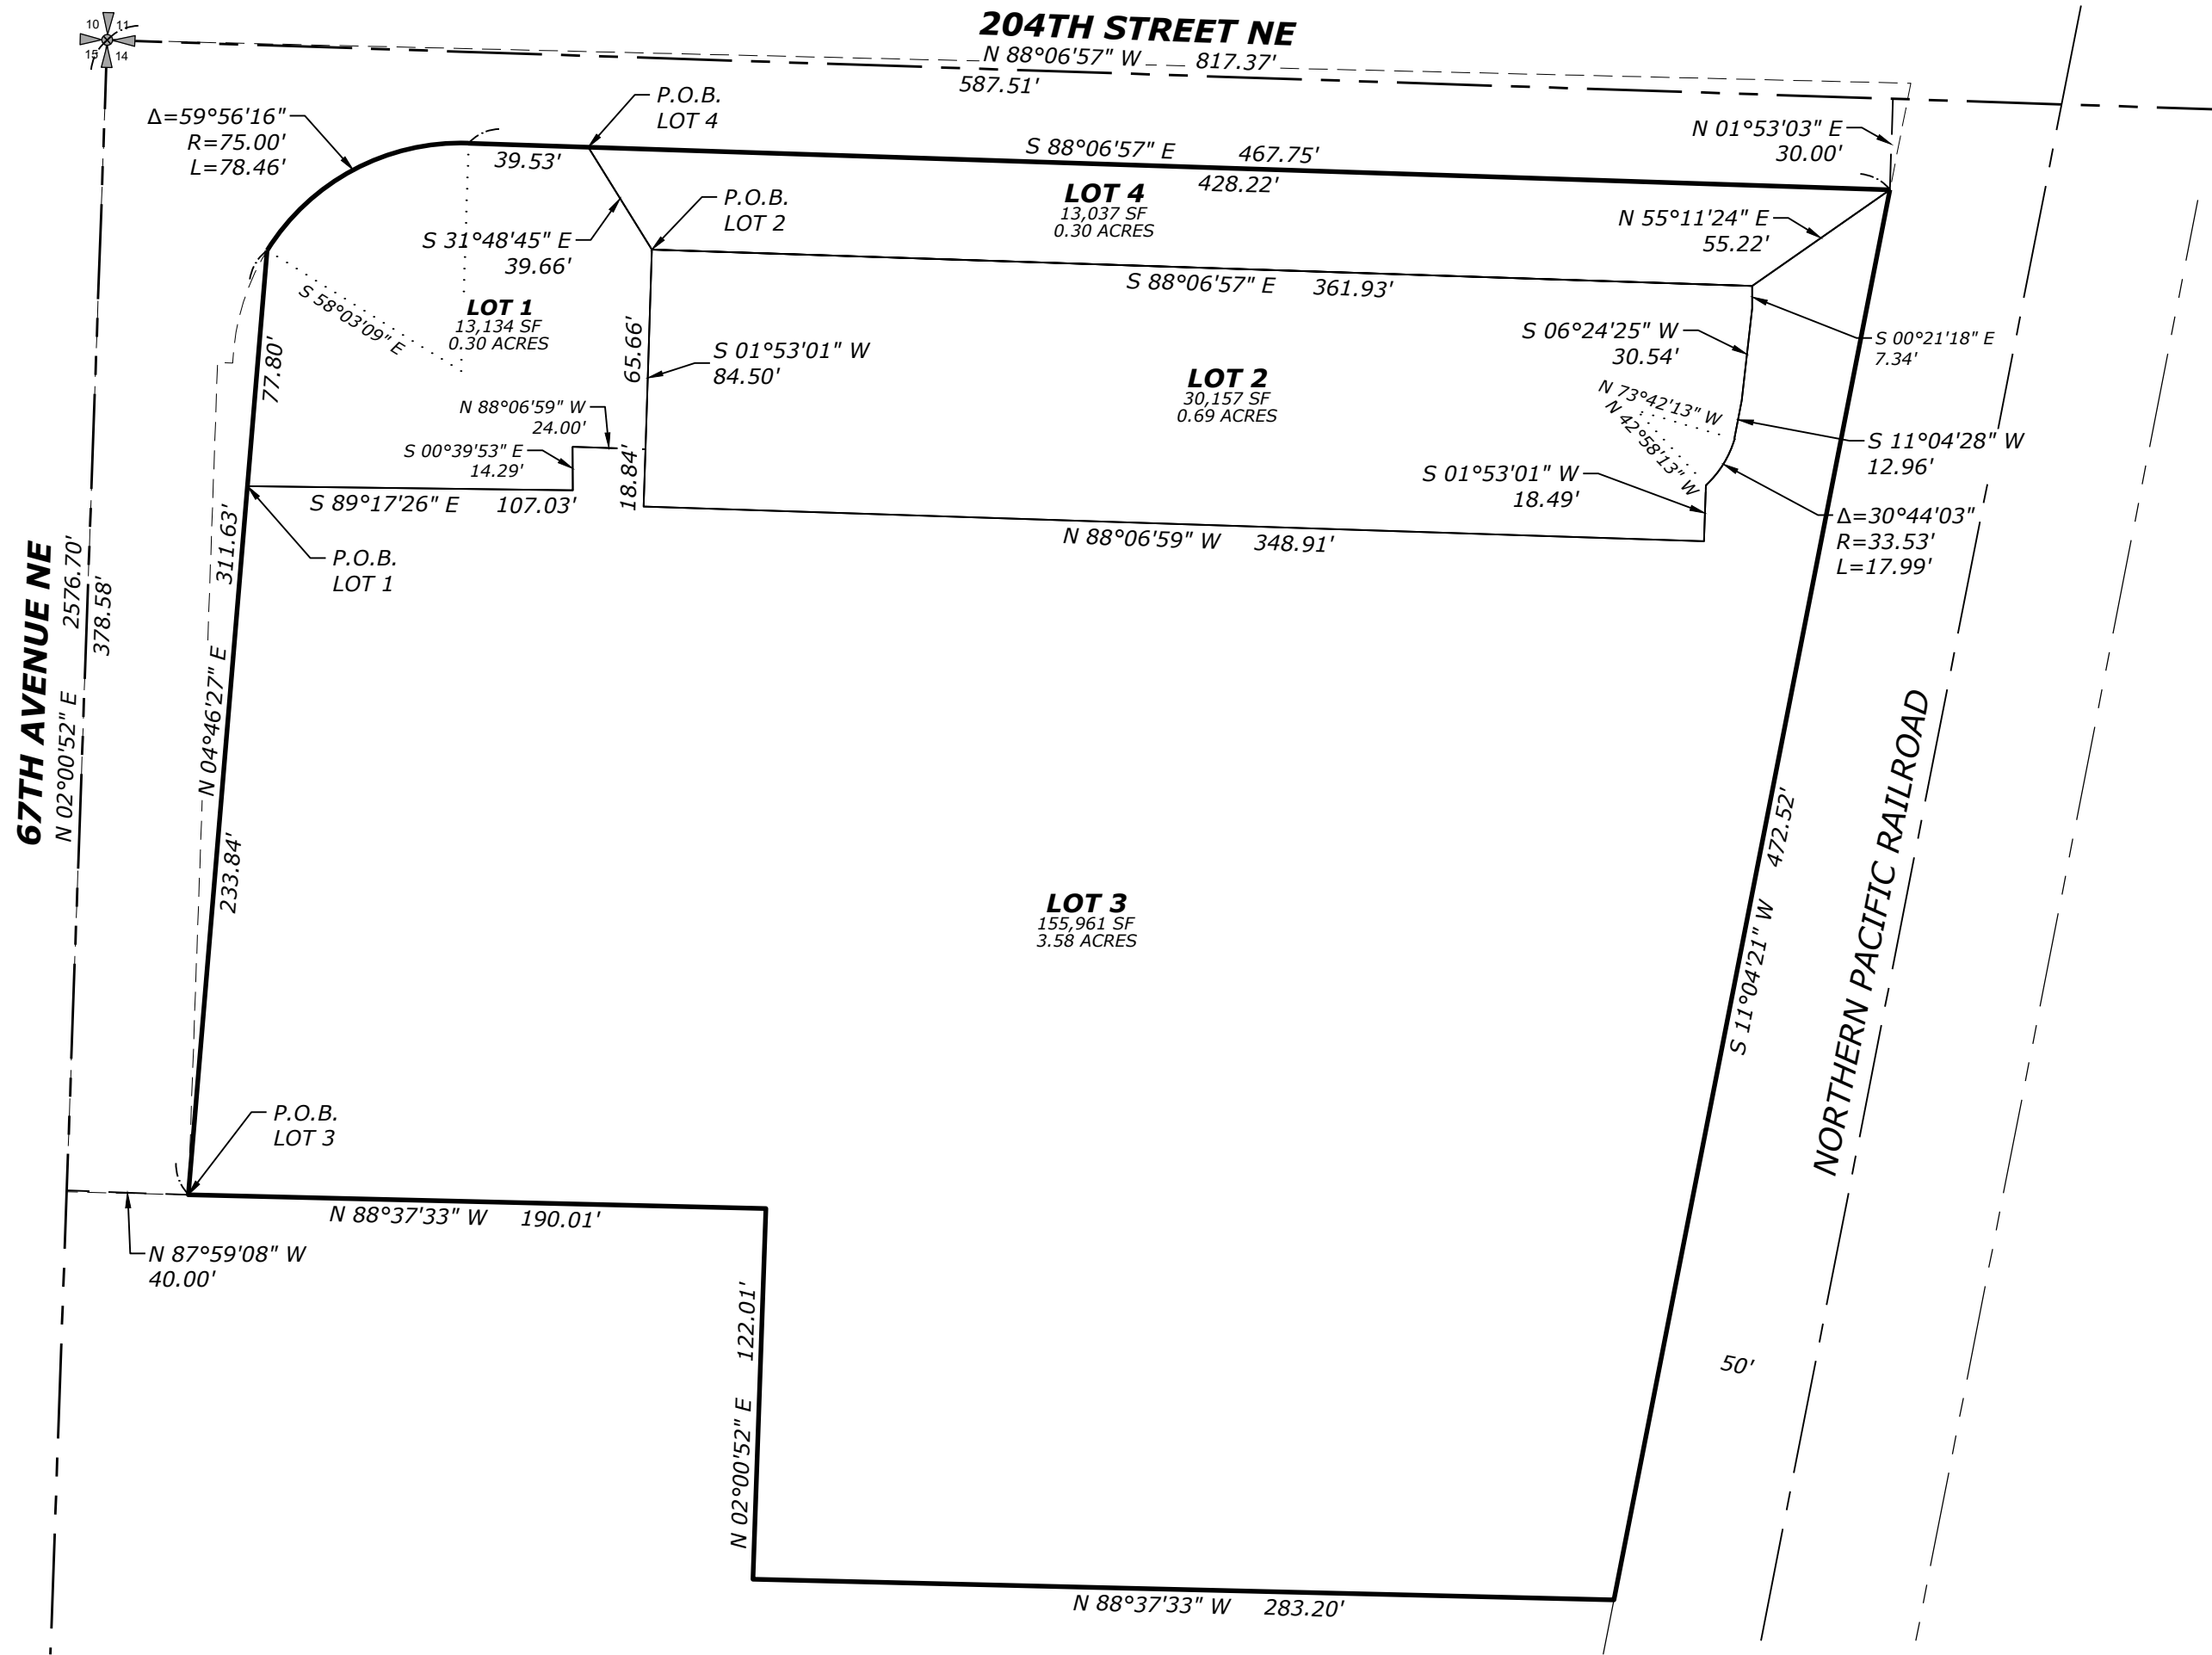 10 11
15 14
204TH STREET NE
N 88°06'57" W 817.37'
587.51'
Δ=59°56'16"
R=75.00'
L=78.46'
P.O.B.
LOT 4
39.53'
S 88°06'57" E 467.75'
428.22'
N 01°53'03" E
30.00'
LOT 4
13,037 SF
0.30 ACRES
P.O.B.
LOT 2
N 55°11'24" E
55.22'
S 31°48'45" E
39.66'
S 88°06'57" E 361.93'
S 58°03'09" E
LOT 1
13,134 SF
0.30 ACRES
77.80'
65.66'
S 01°53'01" W
84.50'
S 06°24'25" W
30.54'
S 00°21'18" E
7.34'
LOT 2
30,157 SF
0.69 ACRES
N 73°42'13" W
N 42°58'13" W
N 88°06'59" W
24.00'
S 00°39'53" E
14.29'
18.84'
S 11°04'28" W
12.96'
S 01°53'01" W
18.49'
S 89°17'26" E 107.03'
Δ=30°44'03"
R=33.53'
L=17.99'
N 88°06'59" W 348.91'
P.O.B.
LOT 1
67TH AVENUE NE
N 02°00'52" E 2576.70'
378.58'
N 04°46'27" E 311.63'
233.84'
LOT 3
155,961 SF
3.58 ACRES
S 11°04'21" W 472.52'
NORTHERN PACIFIC RAILROAD
P.O.B.
LOT 3
N 88°37'33" W 190.01'
N 87°59'08" W
40.00'
N 02°00'52" E 122.01'
50'
N 88°37'33" W 283.20'